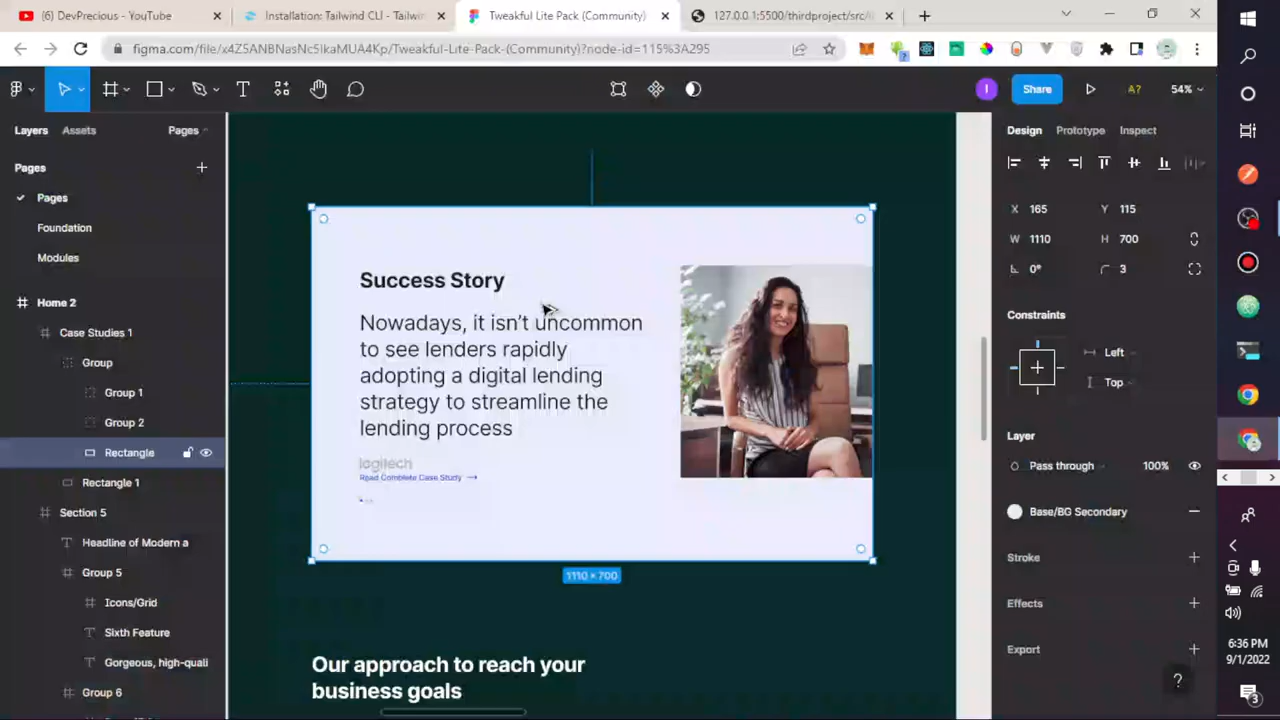 (6) DevPrecious - YouTube
Installation: Tailwind CLI - Tailwin
Tweakful Lite Pack (Community)
127.0.0.1:5500/thirdproject/src/i
figma.com/file/x4Z5ANBNasNc5IkaMUA4Kp/Tweakful-Lite-Pack-(Community)?node-id=115%3A295
I
Share
A?
54%
Layers
Assets
Pages
Design
Prototype
Inspect
Pages
Pages
Foundation
Modules
Home 2
Case Studies 1
Group
Group 1
Group 2
Rectangle
Rectangle 1
Section 5
Headline of Modern a
Group 5
Icons/Grid
Sixth Feature
Gorgeous, high-quali
Group 6
Success Story
Nowadays, it isn't uncommon
to see lenders rapidly
adopting a digital lending
strategy to streamline the
lending process
logitech
Read Complete Case Study
1110 × 700
Our approach to reach your
business goals
X 165
Y 115
W 1110
H 700
0°
3
Constraints
Left
Top
Layer
Pass through
100%
Base/BG Secondary
Stroke
Effects
Export
?
6:36 PM
9/1/2022
3